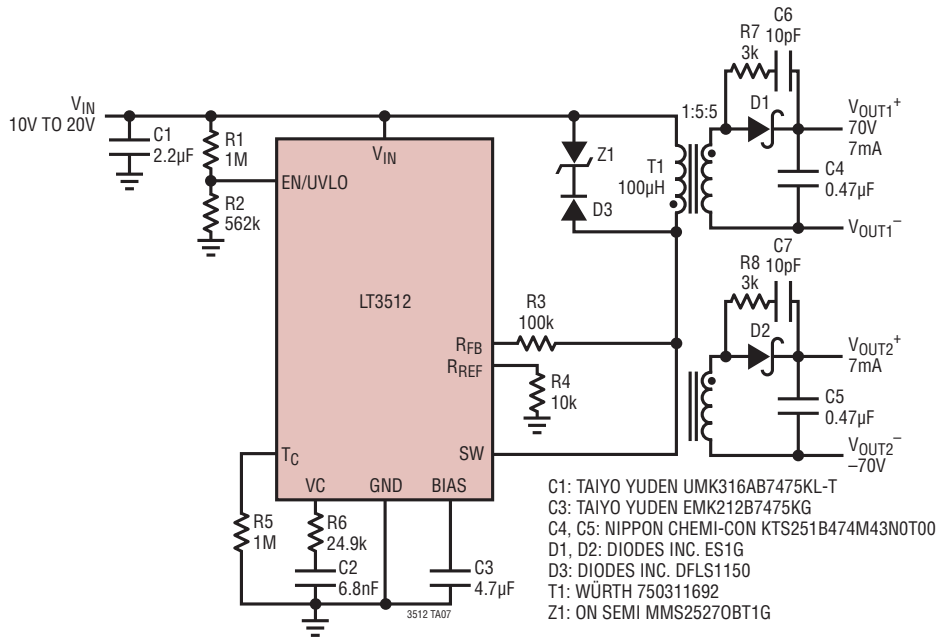 V_IN
10V TO 20V
C1
2.2µF
R1
1M
R2
562k
V_IN
EN/UVLO
LT3512
R_FB
R_REF
T_C
SW
VC
GND
BIAS
Z1
D3
T1
100µH
1:5:5
R3
100k
R4
10k
R5
1M
R6
24.9k
C2
6.8nF
C3
4.7µF
3512 TA07
C6
10pF
R7
3k
D1
C4
0.47µF
V_OUT1+
70V
7mA
V_OUT1–
C7
10pF
R8
3k
D2
C5
0.47µF
V_OUT2+
7mA
V_OUT2–
–70V
C1: TAIYO YUDEN UMK316AB7475KL-T
C3: TAIYO YUDEN EMK212B7475KG
C4, C5: NIPPON CHEMI-CON KTS251B474M43N0T00
D1, D2: DIODES INC. ES1G
D3: DIODES INC. DFLS1150
T1: WÜRTH 750311692
Z1: ON SEMI MMS2527OBT1G